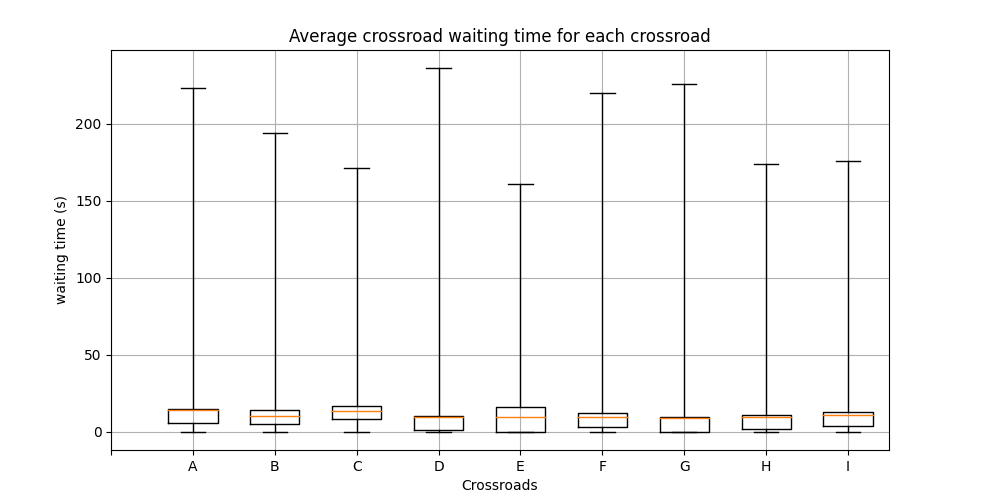 Average crossroad waiting time for each crossroad
waiting time (s)
200
150
100
50
0
A B C D E F G H I
Crossroads